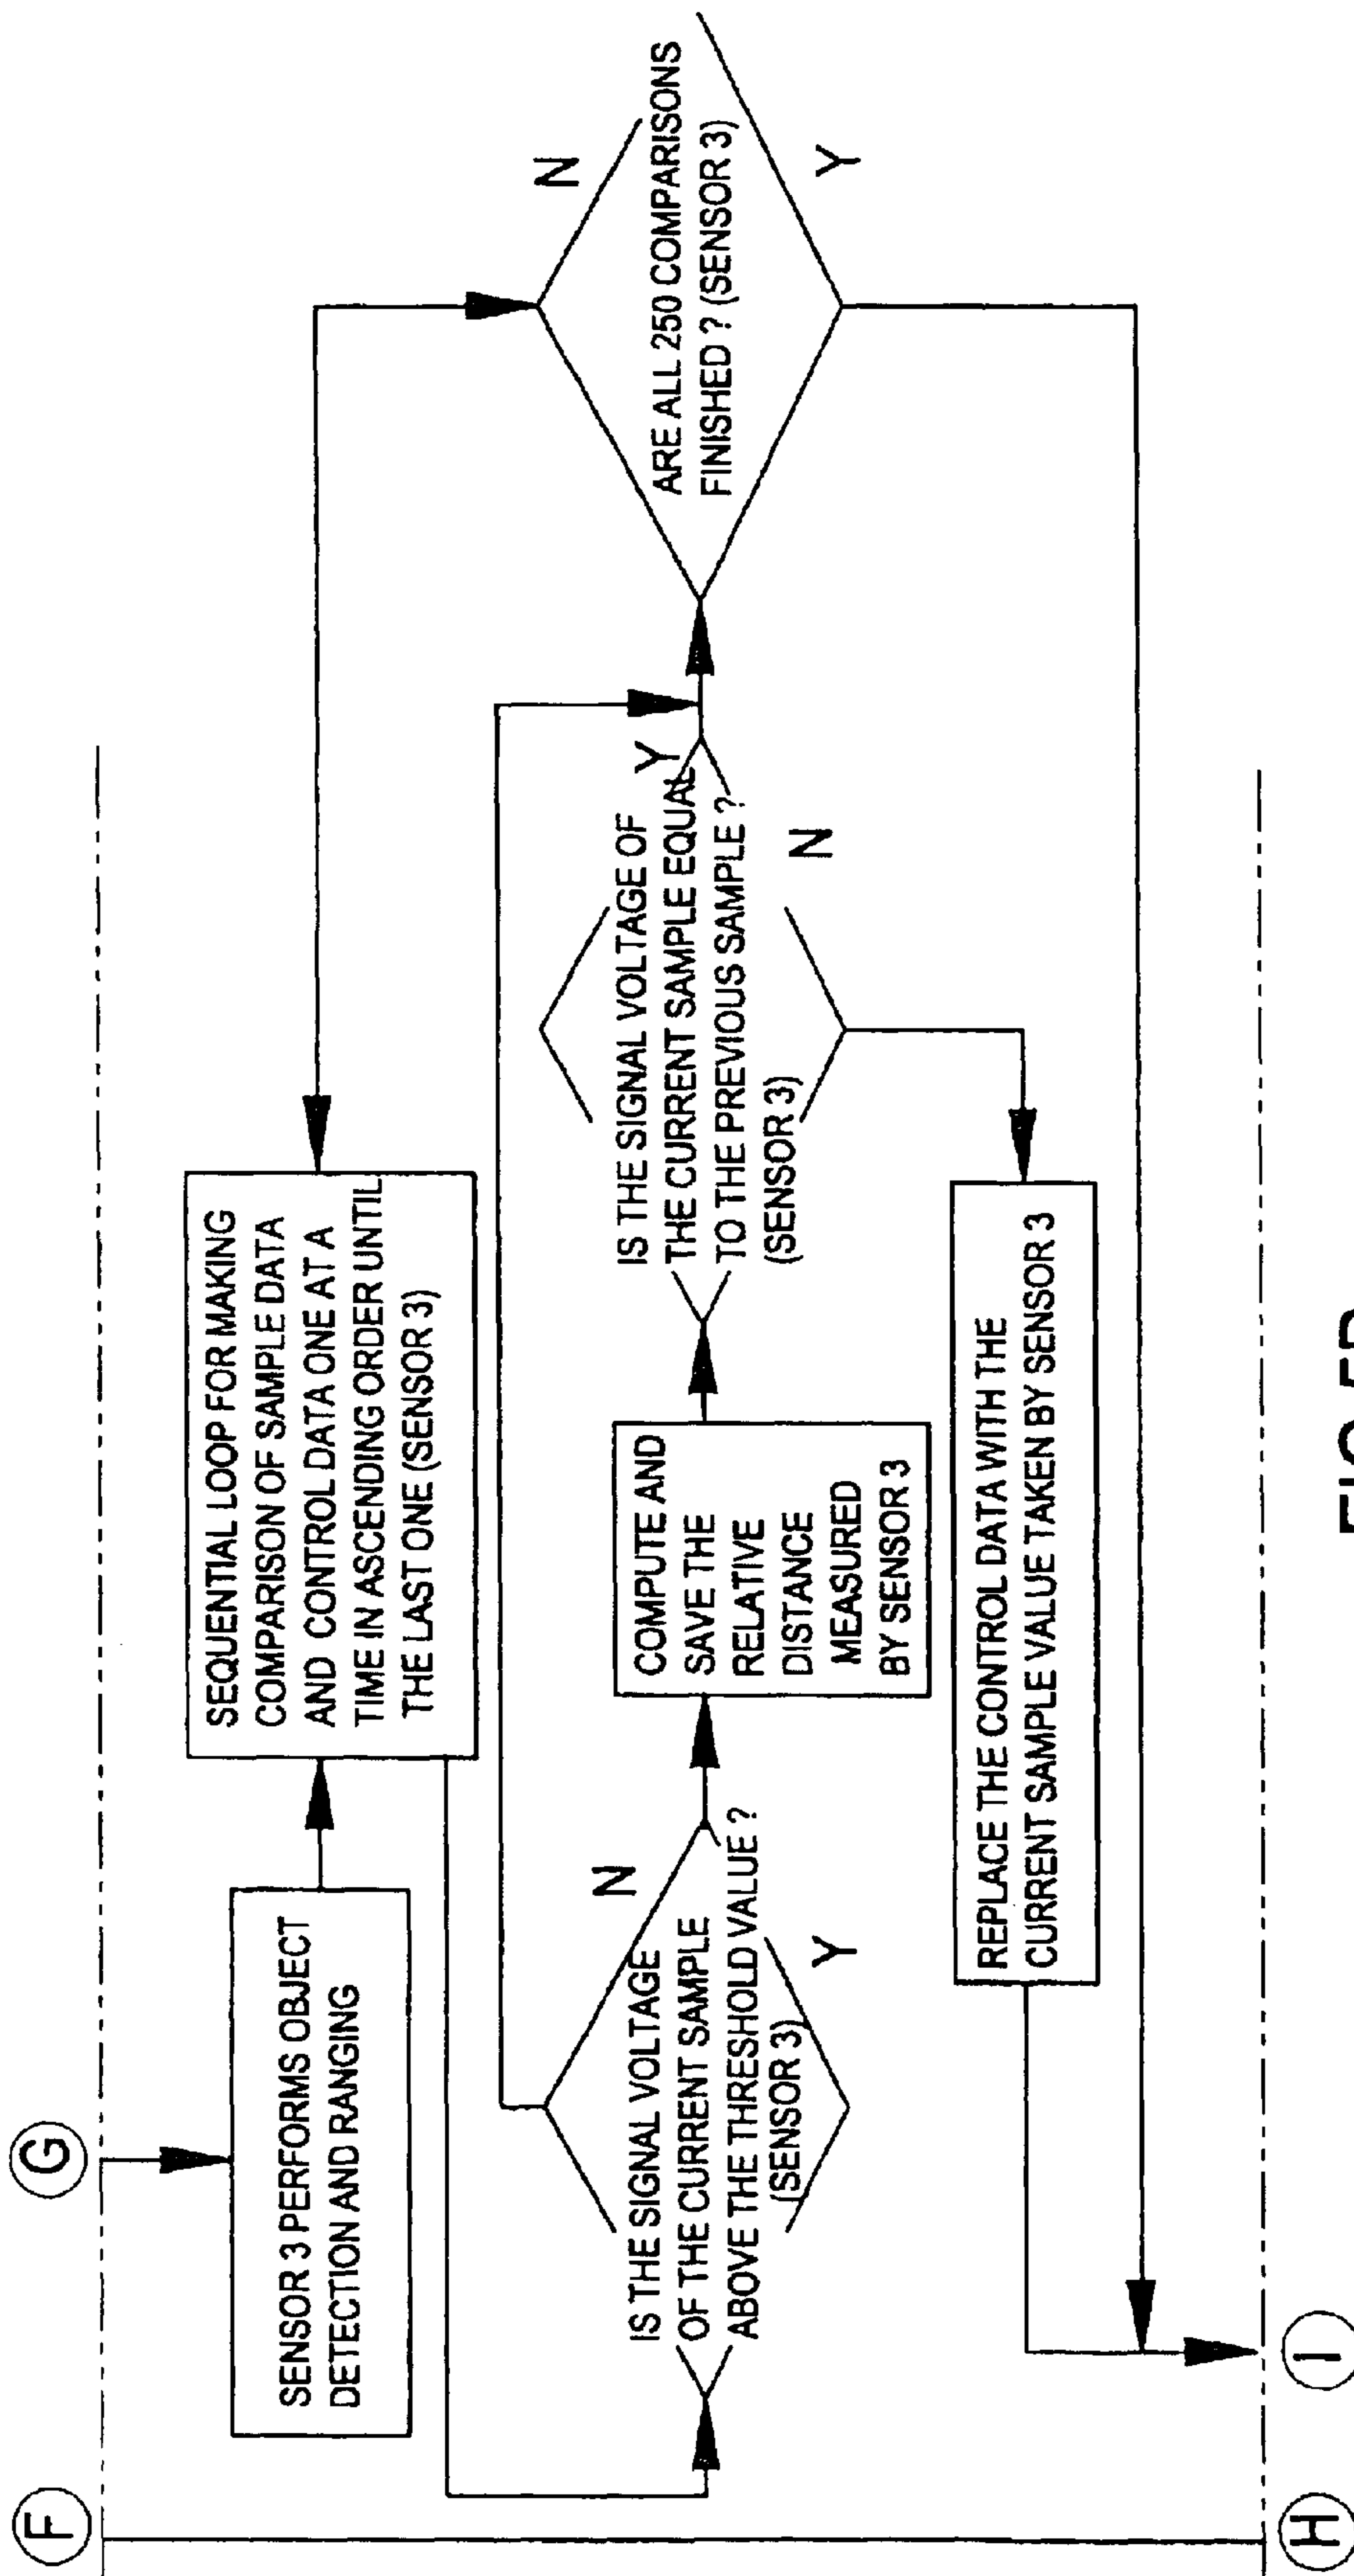 F
G
SENSOR 3 PERFORMS OBJECT
DETECTION AND RANGING
SEQUENTIAL LOOP FOR MAKING
COMPARISON OF SAMPLE DATA
AND CONTROL DATA ONE AT A
TIME IN ASCENDING ORDER UNTIL
THE LAST ONE (SENSOR 3)
IS THE SIGNAL VOLTAGE
OF THE CURRENT SAMPLE
ABOVE THE THRESHOLD VALUE ?
(SENSOR 3)
N
Y
COMPUTE AND
SAVE THE
RELATIVE
DISTANCE
MEASURED
BY SENSOR 3
IS THE SIGNAL VOLTAGE OF
THE CURRENT SAMPLE EQUAL
TO THE PREVIOUS SAMPLE ?
(SENSOR 3)
Y
N
ARE ALL 250 COMPARISONS
FINISHED ? (SENSOR 3)
N
Y
REPLACE THE CONTROL DATA WITH THE
CURRENT SAMPLE VALUE TAKEN BY SENSOR 3
H
I